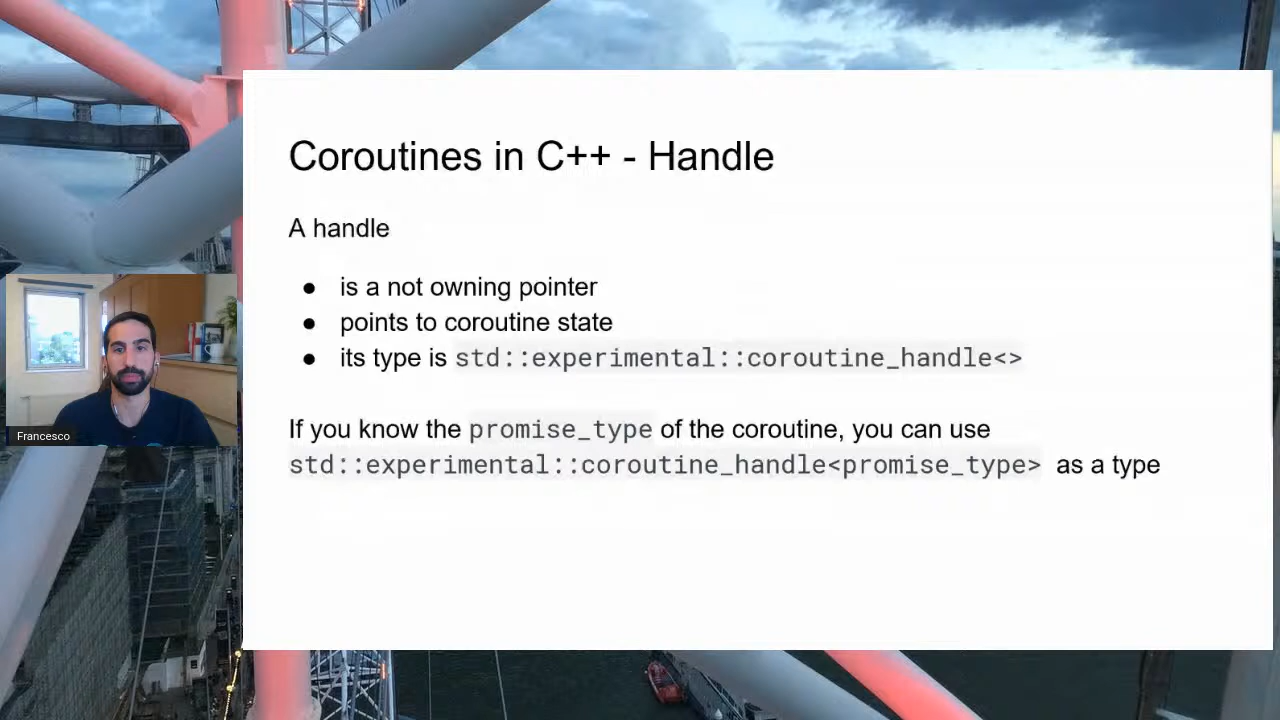 Coroutines in C++ - Handle
A handle
● is a not owning pointer
● points to coroutine state
● its type is std::experimental::coroutine_handle<>
If you know the promise_type of the coroutine, you can use
std::experimental::coroutine_handle<promise_type> as a type
Francesco